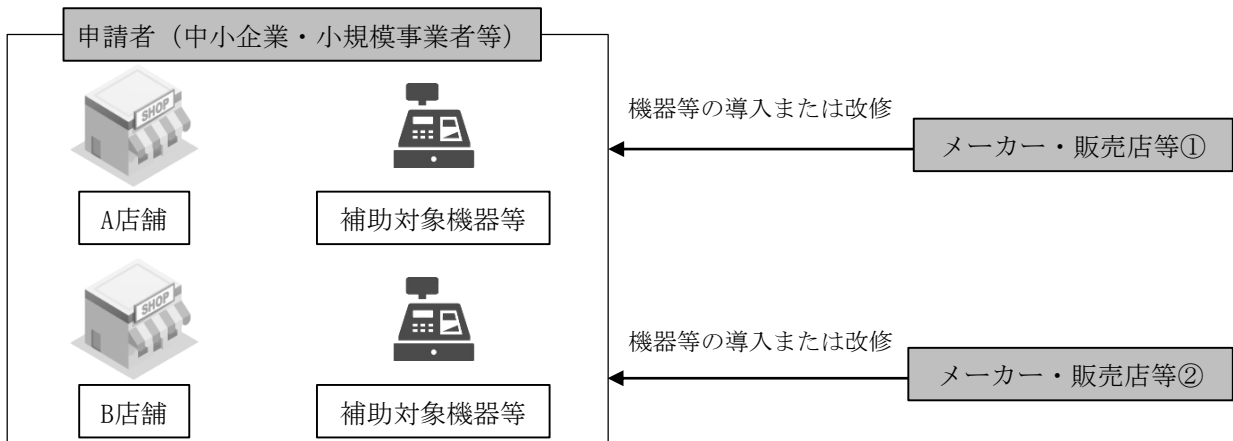 申請者（中小企業・小規模事業者等）
SHOP
機器等の導入または改修
メーカー・販売店等①
A店舗
補助対象機器等
SHOP
機器等の導入または改修
メーカー・販売店等②
B店舗
補助対象機器等